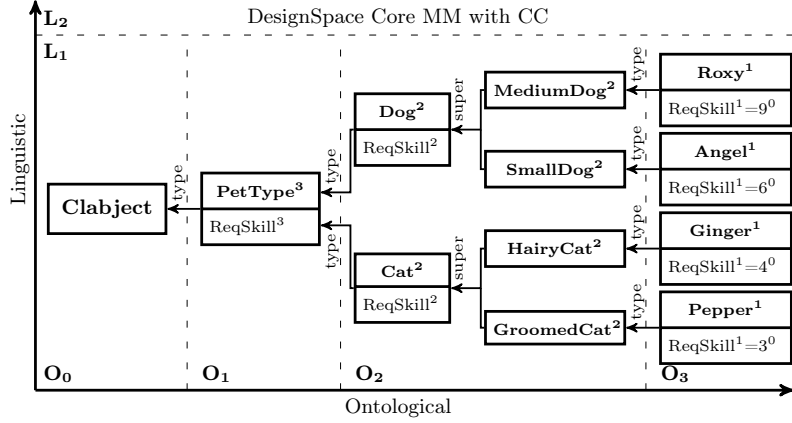 L₂
DesignSpace Core MM with CC
L₁
Linguistic
Clabject
type
PetType³
ReqSkill³
type
type
Dog²
ReqSkill²
Cat²
ReqSkill²
super
super
MediumDog²
SmallDog²
HairyCat²
GroomedCat²
type
type
type
type
Roxy¹
ReqSkill¹=9⁰
Angel¹
ReqSkill¹=6⁰
Ginger¹
ReqSkill¹=4⁰
Pepper¹
ReqSkill¹=3⁰
O₀
O₁
O₂
O₃
Ontological